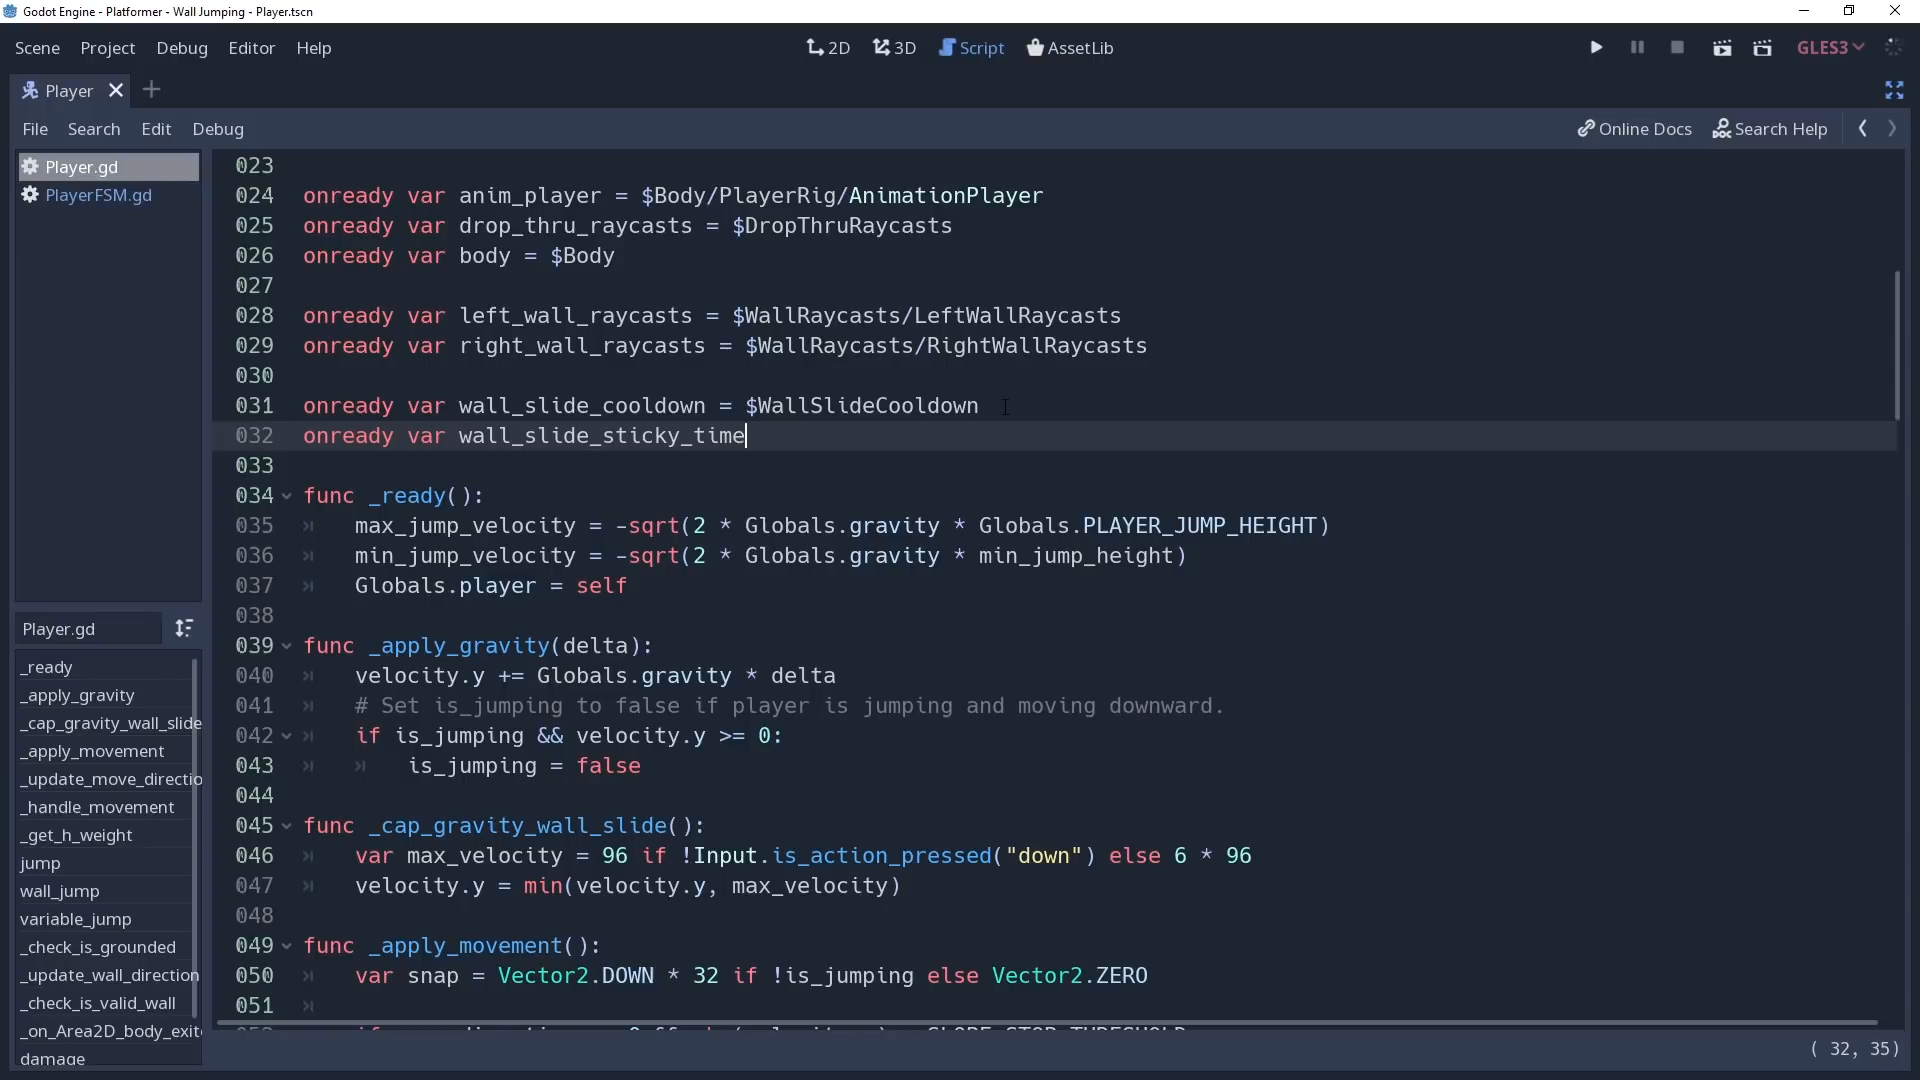 Godot Engine - Platformer - Wall Jumping - Player.tscn
Scene Project Debug Editor Help
2D 3D Script AssetLib
GLES3
Player
File Search Edit Debug
Online Docs Search Help
Player.gd
PlayerFSM.gd
Player.gd
_ready
_apply_gravity
_cap_gravity_wall_slide
_apply_movement
_update_move_directio
_handle_movement
_get_h_weight
jump
wall_jump
variable_jump
_check_is_grounded
_update_wall_direction
_check_is_valid_wall
_on_Area2D_body_exit
damage
023
024 onready var anim_player = $Body/PlayerRig/AnimationPlayer
025 onready var drop_thru_raycasts = $DropThruRaycasts
026 onready var body = $Body
027
028 onready var left_wall_raycasts = $WallRaycasts/LeftWallRaycasts
029 onready var right_wall_raycasts = $WallRaycasts/RightWallRaycasts
030
031 onready var wall_slide_cooldown = $WallSlideCooldown
032 onready var wall_slide_sticky_time
033
034 func _ready():
035 max_jump_velocity = -sqrt(2 * Globals.gravity * Globals.PLAYER_JUMP_HEIGHT)
036 min_jump_velocity = -sqrt(2 * Globals.gravity * min_jump_height)
037 Globals.player = self
038
039 func _apply_gravity(delta):
040 velocity.y += Globals.gravity * delta
041 # Set is_jumping to false if player is jumping and moving downward.
042 if is_jumping && velocity.y >= 0:
043 is_jumping = false
044
045 func _cap_gravity_wall_slide():
046 var max_velocity = 96 if !Input.is_action_pressed("down") else 6 * 96
047 velocity.y = min(velocity.y, max_velocity)
048
049 func _apply_movement():
050 var snap = Vector2.DOWN * 32 if !is_jumping else Vector2.ZERO
051
( 32, 35)